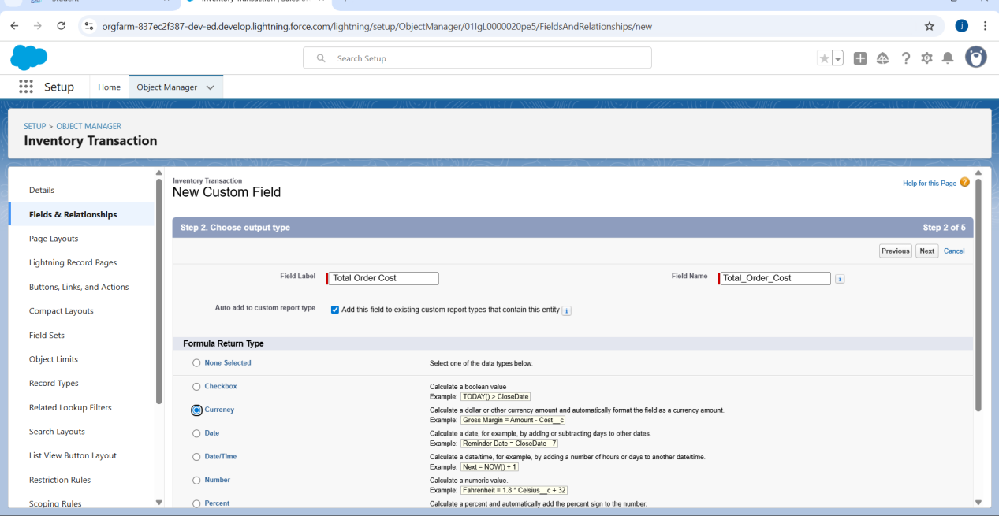 Student
Inventory Transaction | Salesfo
orgfarm-837ec2f387-dev-ed.develop.lightning.force.com/lightning/setup/ObjectManager/01IgL0000020pe5/FieldsAndRelationships/new
j
Search Setup
Setup
Home
Object Manager
SETUP > OBJECT MANAGER
Inventory Transaction
Details
Fields & Relationships
Page Layouts
Lightning Record Pages
Buttons, Links, and Actions
Compact Layouts
Field Sets
Object Limits
Record Types
Related Lookup Filters
Search Layouts
List View Button Layout
Restriction Rules
Scoping Rules
Inventory Transaction
New Custom Field
Help for this Page
Step 2. Choose output type
Step 2 of 5
Previous Next Cancel
Field Label Total Order Cost
Field Name Total_Order_Cost
Auto add to custom report type
Add this field to existing custom report types that contain this entity
Formula Return Type
None Selected
Select one of the data types below.
Checkbox
Calculate a boolean value
Example: TODAY() > CloseDate
Currency
Calculate a dollar or other currency amount and automatically format the field as a currency amount.
Example: Gross Margin = Amount - Cost__c
Date
Calculate a date, for example, by adding or subtracting days to other dates.
Example: Reminder Date = CloseDate - 7
Date/Time
Calculate a date/time, for example, by adding a number of hours or days to another date/time.
Example: Next = NOW() + 1
Number
Calculate a numeric value.
Example: Fahrenheit = 1.8 * Celsius__c + 32
Percent
Calculate a percent and automatically add the percent sign to the number.